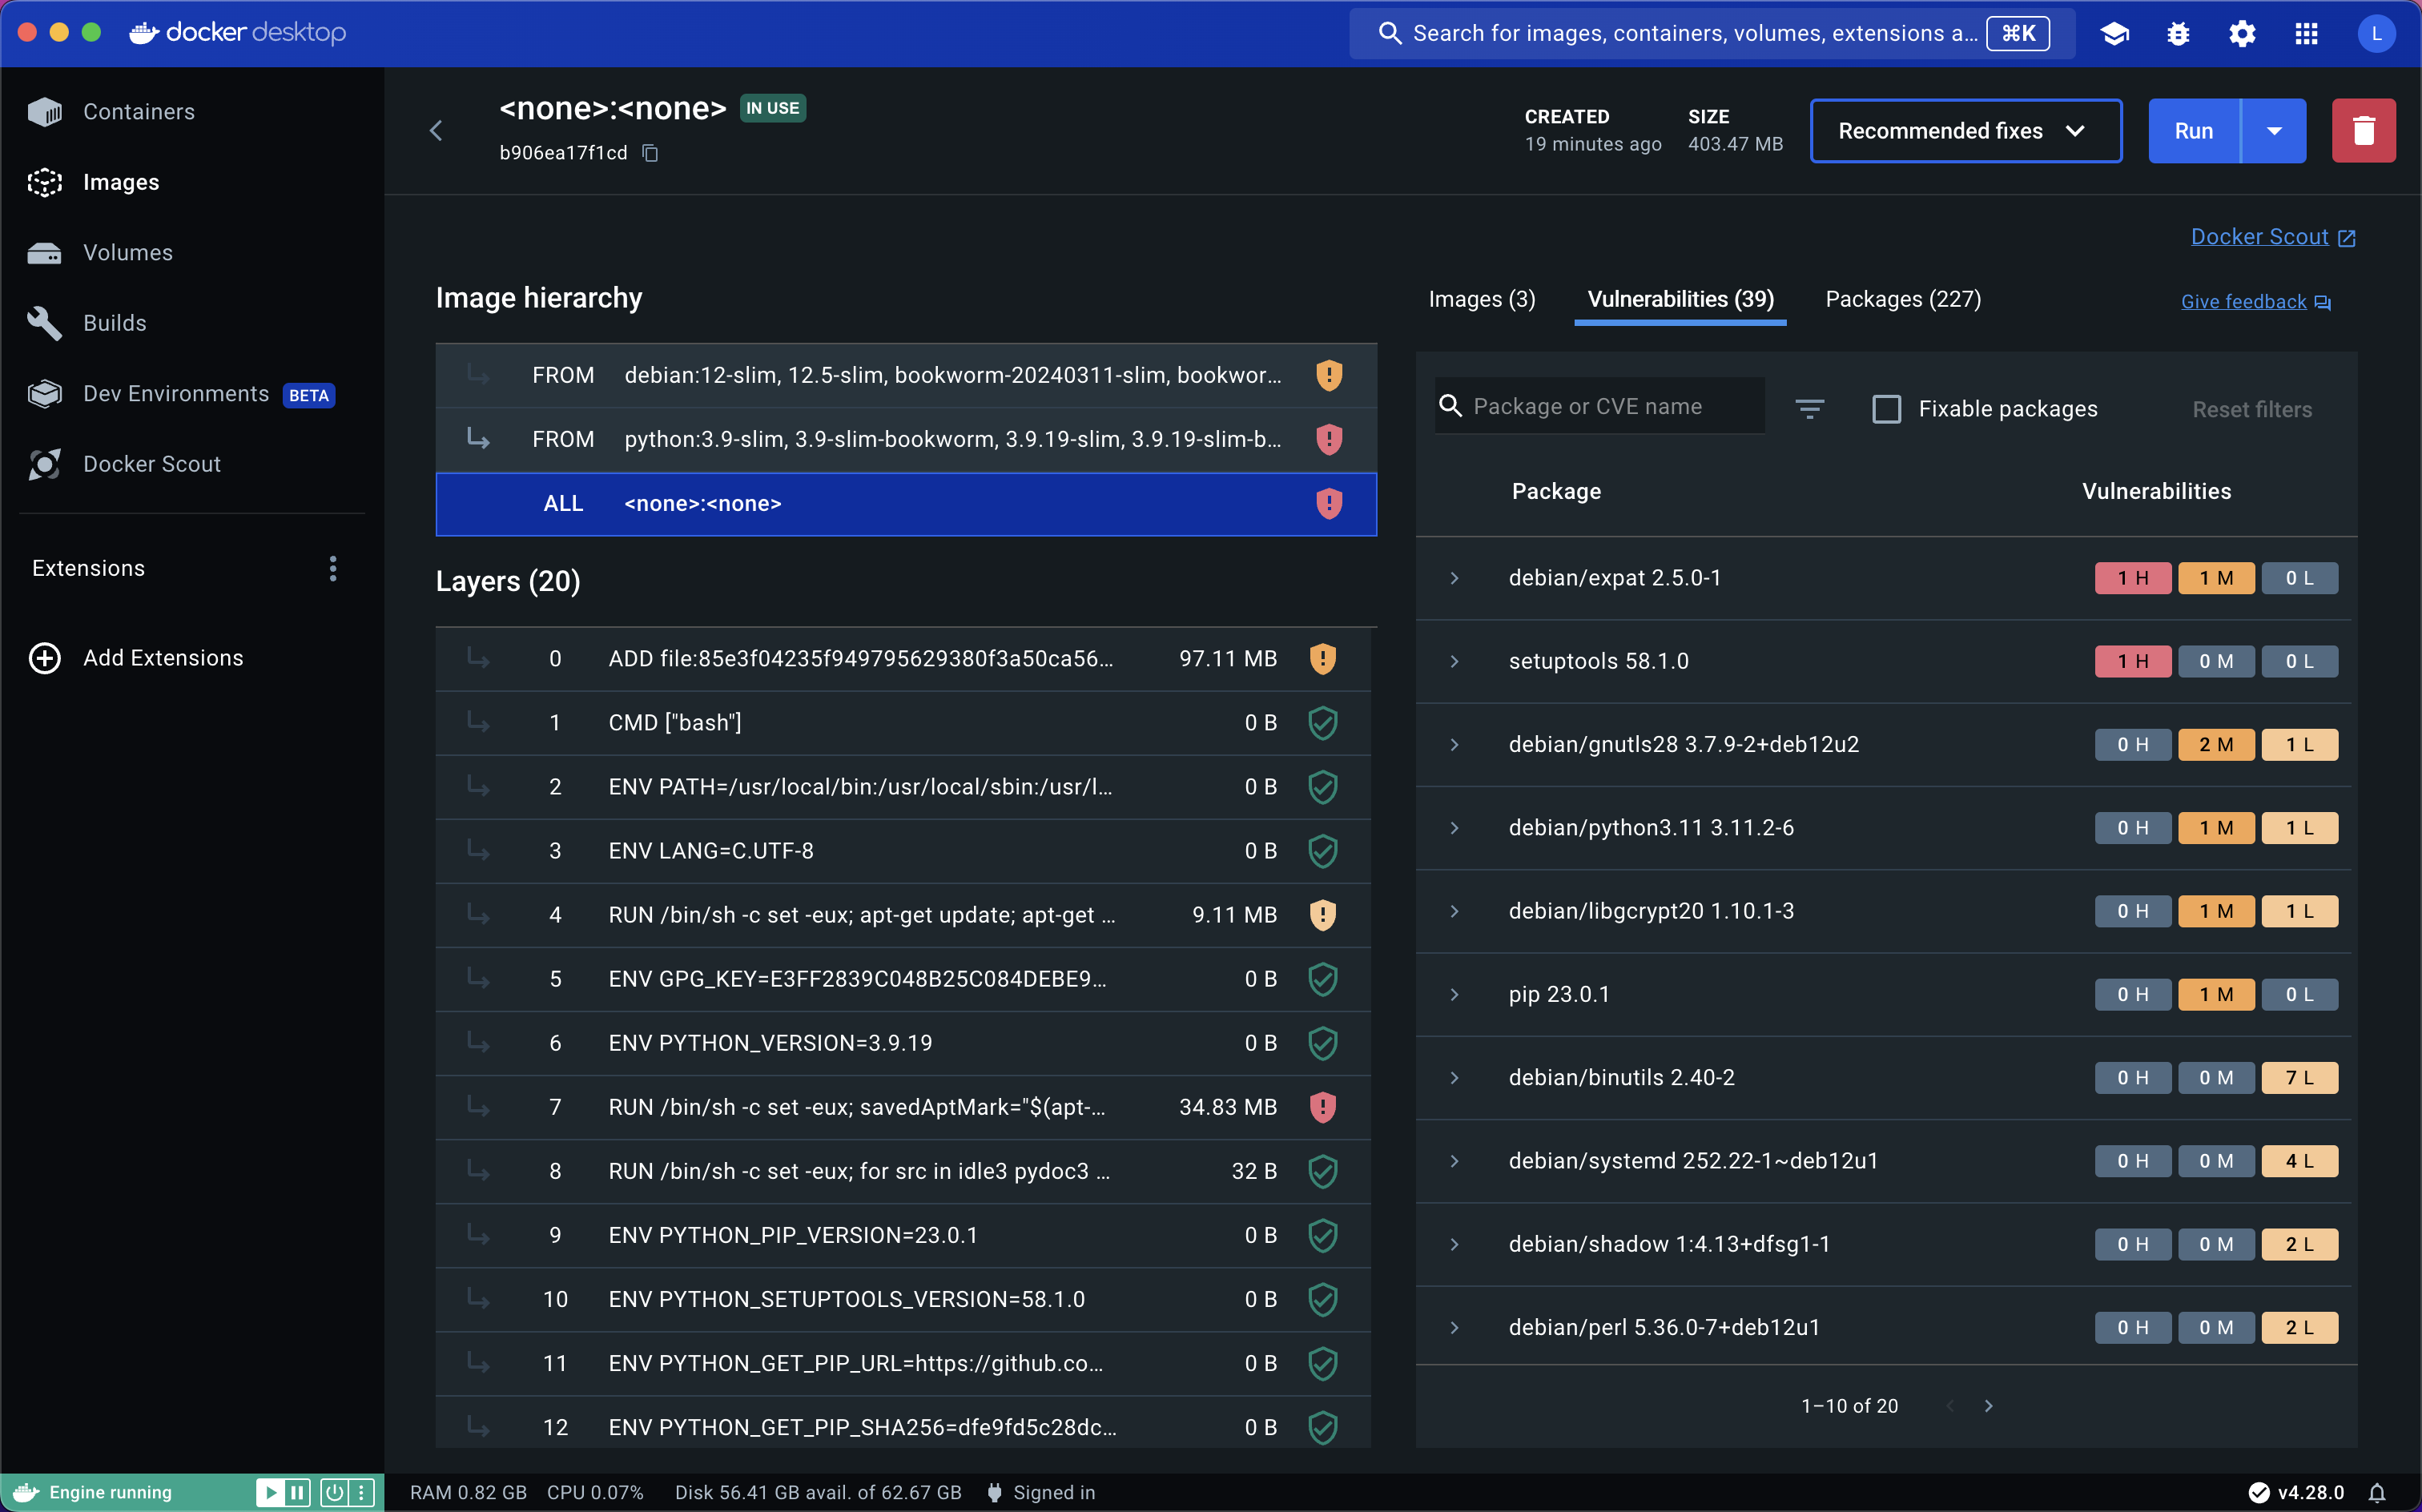 docker desktop
Search for images, containers, volumes, extensions a... ⌘K
L
Containers
Images
Volumes
Builds
Dev Environments BETA
Docker Scout
Extensions
Add Extensions
<none>:<none> IN USE
b906ea17f1cd
CREATED
19 minutes ago
SIZE
403.47 MB
Recommended fixes
Run
Docker Scout
Image hierarchy
FROM debian:12-slim, 12.5-slim, bookworm-20240311-slim, bookwor...
FROM python:3.9-slim, 3.9-slim-bookworm, 3.9.19-slim, 3.9.19-slim-b...
ALL <none>:<none>
Layers (20)
0 ADD file:85e3f04235f949795629380f3a50ca56... 97.11 MB
1 CMD ["bash"] 0 B
2 ENV PATH=/usr/local/bin:/usr/local/sbin:/usr/l... 0 B
3 ENV LANG=C.UTF-8 0 B
4 RUN /bin/sh -c set -eux; apt-get update; apt-get ... 9.11 MB
5 ENV GPG_KEY=E3FF2839C048B25C084DEBE9... 0 B
6 ENV PYTHON_VERSION=3.9.19 0 B
7 RUN /bin/sh -c set -eux; savedAptMark="$(apt-... 34.83 MB
8 RUN /bin/sh -c set -eux; for src in idle3 pydoc3 ... 32 B
9 ENV PYTHON_PIP_VERSION=23.0.1 0 B
10 ENV PYTHON_SETUPTOOLS_VERSION=58.1.0 0 B
11 ENV PYTHON_GET_PIP_URL=https://github.co... 0 B
12 ENV PYTHON_GET_PIP_SHA256=dfe9fd5c28dc... 0 B
Images (3) Vulnerabilities (39) Packages (227)
Give feedback
Package or CVE name
Fixable packages
Reset filters
Package Vulnerabilities
debian/expat 2.5.0-1 1 H 1 M 0 L
setuptools 58.1.0 1 H 0 M 0 L
debian/gnutls28 3.7.9-2+deb12u2 0 H 2 M 1 L
debian/python3.11 3.11.2-6 0 H 1 M 1 L
debian/libgcrypt20 1.10.1-3 0 H 1 M 1 L
pip 23.0.1 0 H 1 M 0 L
debian/binutils 2.40-2 0 H 0 M 7 L
debian/systemd 252.22-1~deb12u1 0 H 0 M 4 L
debian/shadow 1:4.13+dfsg1-1 0 H 0 M 2 L
debian/perl 5.36.0-7+deb12u1 0 H 0 M 2 L
1–10 of 20
Engine running
RAM 0.82 GB CPU 0.07% Disk 56.41 GB avail. of 62.67 GB Signed in
v4.28.0